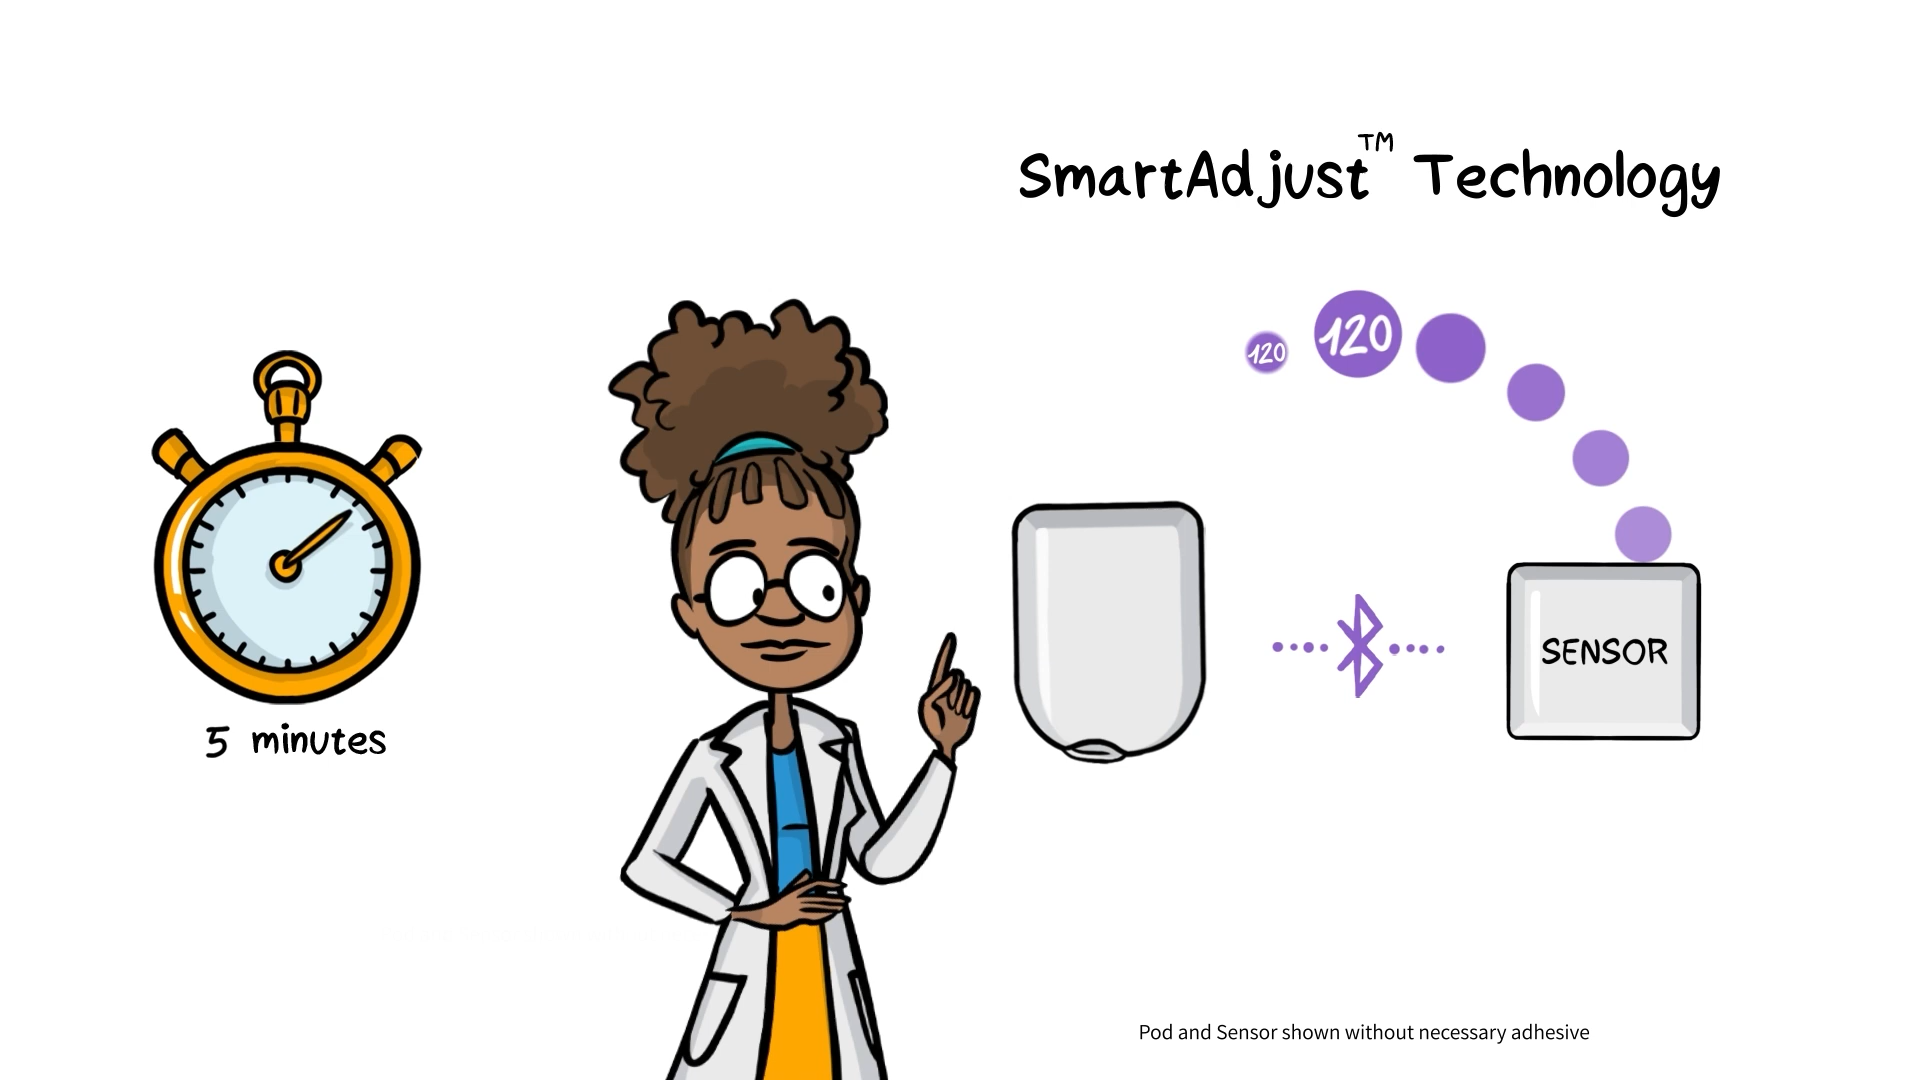 SmartAdjust™ Technology
120
120
SENSOR
5 minutes
Pod and Sensor shown without necessary adhesive